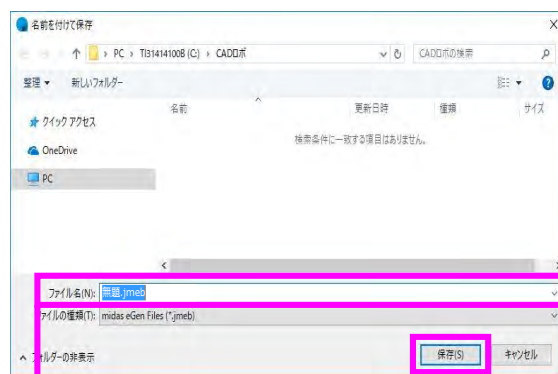 名前を付けて保存
PC > TI31414100B (C:) > CADロボ
CADロボの検索
整理 新しいフォルダー
名前 更新日時 種類 サイズ
検索条件に一致する項目はありません。
クイック アクセス
OneDrive
PC
ファイル名(N): 無題.jmeb
ファイルの種類(T): midas eGen Files (*.jmeb)
フォルダーの非表示
保存(S) キャンセル